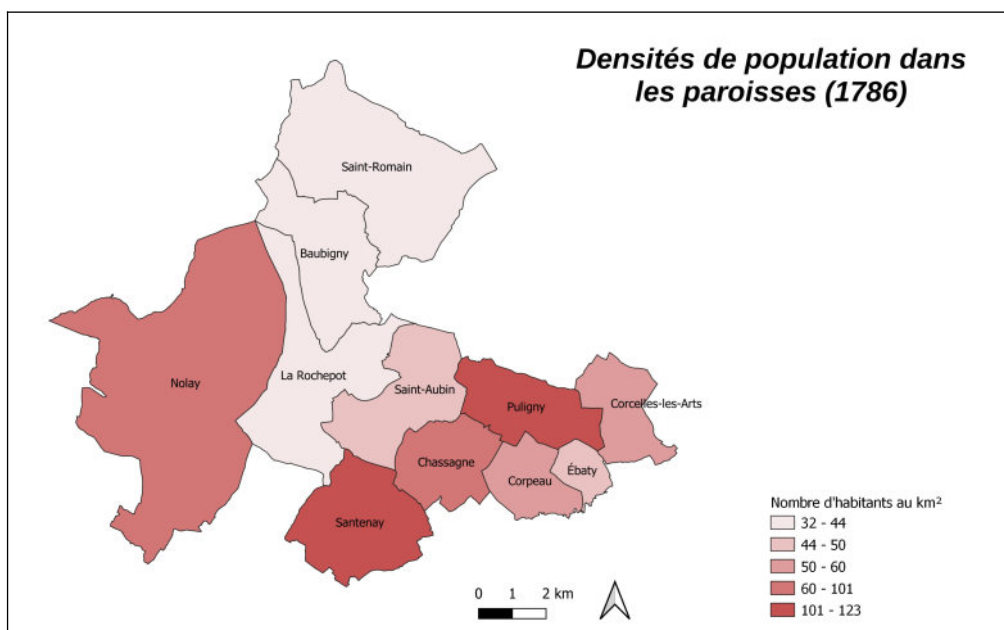 Densités de population dans
les paroisses (1786)
Saint-Romain
Baubigny
Nolay
La Rochepot
Saint-Aubin
Puligny
Corcelles-les-Arts
Chassagne
Corpeau
Ébaty
Santenay
Nombre d'habitants au km²
32 - 44
44 - 50
50 - 60
60 - 101
101 - 123
0 1 2 km